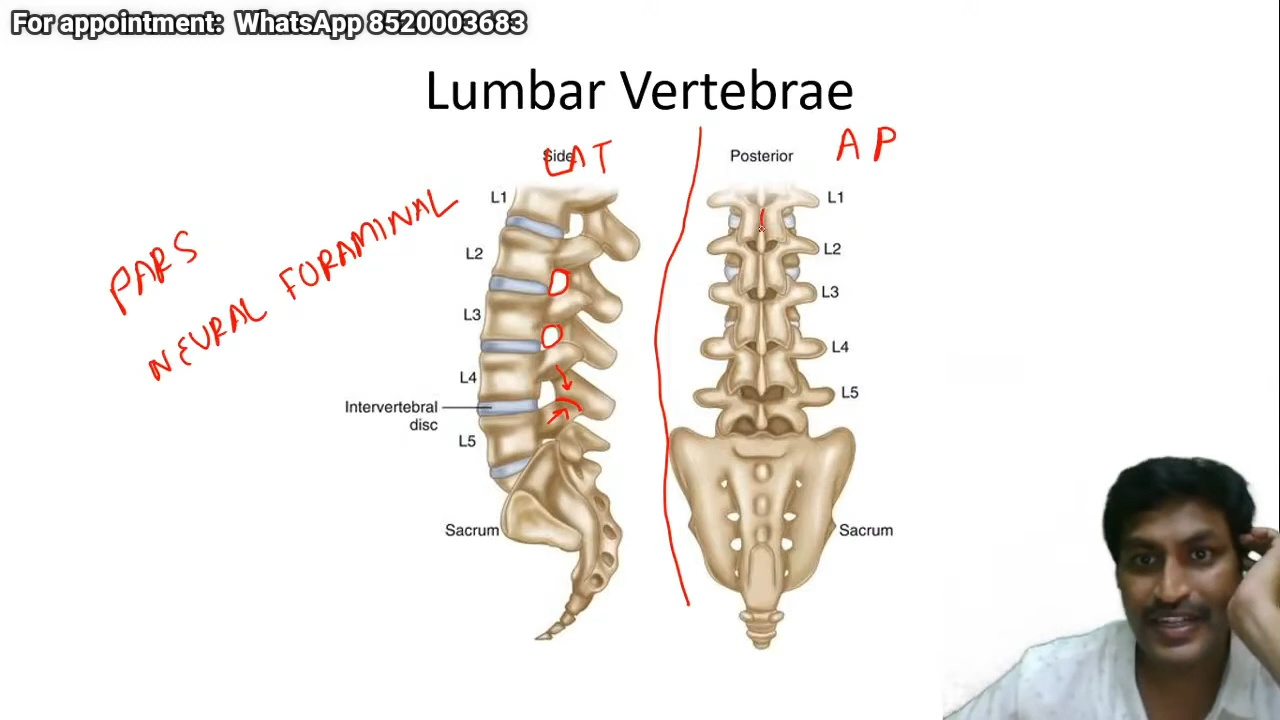 For appointment: WhatsApp 8520003683
Lumbar Vertebrae
Side
LAT
Posterior
AP
PARS
NEURAL FORAMINAL
L1
L2
L3
L4
Intervertebral
disc
L5
Sacrum
L1
L2
L3
L4
L5
Sacrum